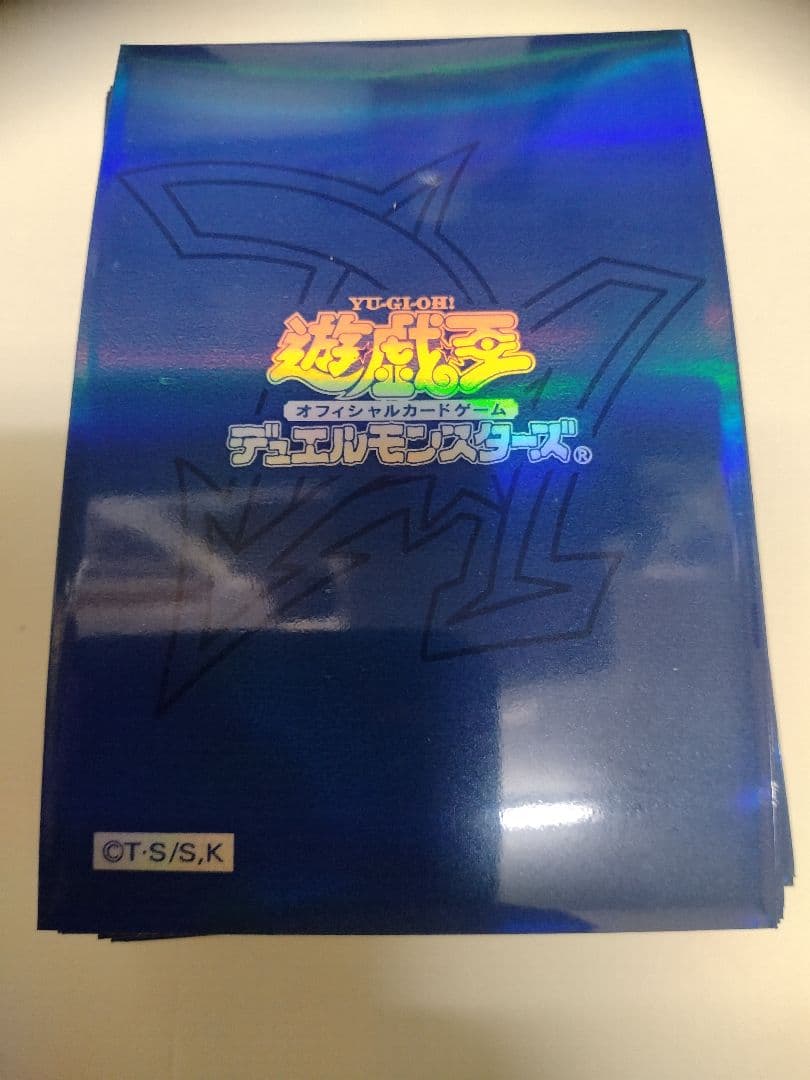 YU-GI-OH!
遊戯王
オフィシャルカードゲーム
デュエルモンスターズ®
©T·S/S,K